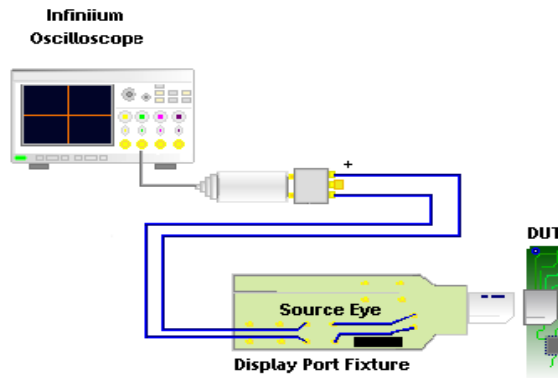 Infiniium
Oscilloscope
+
DUT
Source Eye
Display Port Fixture